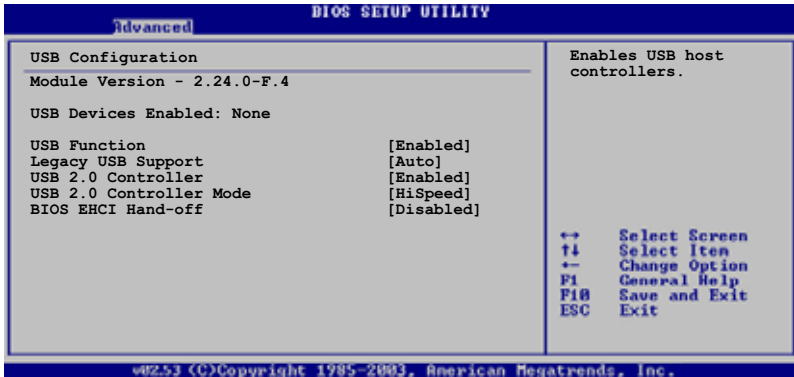 BIOS SETUP UTILITY
Advanced
USB Configuration
Module Version - 2.24.0-F.4
USB Devices Enabled: None
USB Function [Enabled]
Legacy USB Support [Auto]
USB 2.0 Controller [Enabled]
USB 2.0 Controller Mode [HiSpeed]
BIOS EHCI Hand-off [Disabled]
Enables USB host
controllers.
↔ Select Screen
↑↓ Select Item
+- Change Option
F1 General Help
F10 Save and Exit
ESC Exit
v02.53 (C)Copyright 1985-2003, American Megatrends, Inc.